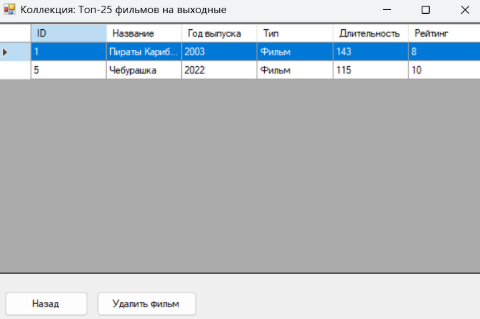 Коллекция: Топ-25 фильмов на выходные
ID Название Год выпуска Тип Длительность Рейтинг
1 Пираты Кариб... 2003 Фильм 143 8
5 Чебурашка 2022 Фильм 115 10
Назад Удалить фильм